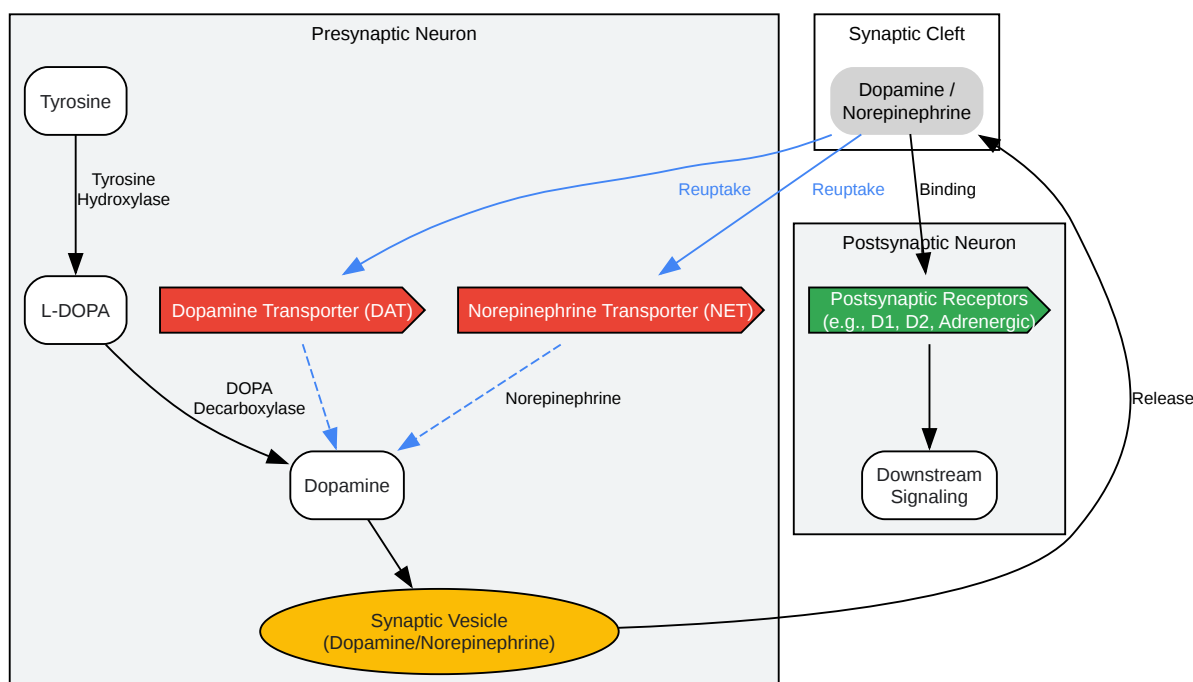 Presynaptic Neuron
Synaptic Cleft
Tyrosine
Dopamine /
Norepinephrine
Tyrosine
Hydroxylase
Reuptake
Reuptake
Binding
Postsynaptic Neuron
L-DOPA
Dopamine Transporter (DAT)
Norepinephrine Transporter (NET)
Postsynaptic Receptors
(e.g., D1, D2, Adrenergic)
DOPA
Decarboxylase
Norepinephrine
Release
Dopamine
Downstream
Signaling
Synaptic Vesicle
(Dopamine/Norepinephrine)